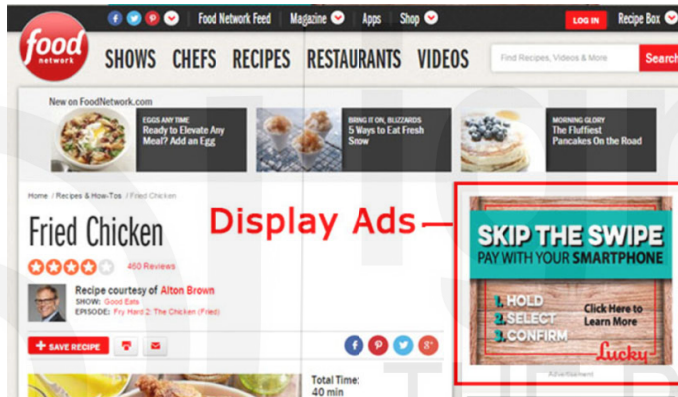 Food Network Feed Magazine Apps Shop LOG IN Recipe Box
food
network
SHOWS CHEFS RECIPES RESTAURANTS VIDEOS
Find Recipes, Videos & More Search
New on FoodNetwork.com
EGGS ANY TIME
Ready to Elevate Any
Meal? Add an Egg
BRING IT ON, BLIZZARDS
5 Ways to Eat Fresh
Snow
MORNING GLORY
The Fluffiest
Pancakes On the Road
Home / Recipes & How-Tos / Fried Chicken
Fried Chicken
Display Ads
460 Reviews
Recipe courtesy of Alton Brown
SHOW: Good Eats
EPISODE: Fry Hard 2: The Chicken (Fried)
+ SAVE RECIPE
Total Time:
40 min
SKIP THE SWIPE
PAY WITH YOUR SMARTPHONE
1. HOLD
2. SELECT
3. CONFIRM
Click Here to
Learn More
Lucky
Advertisement